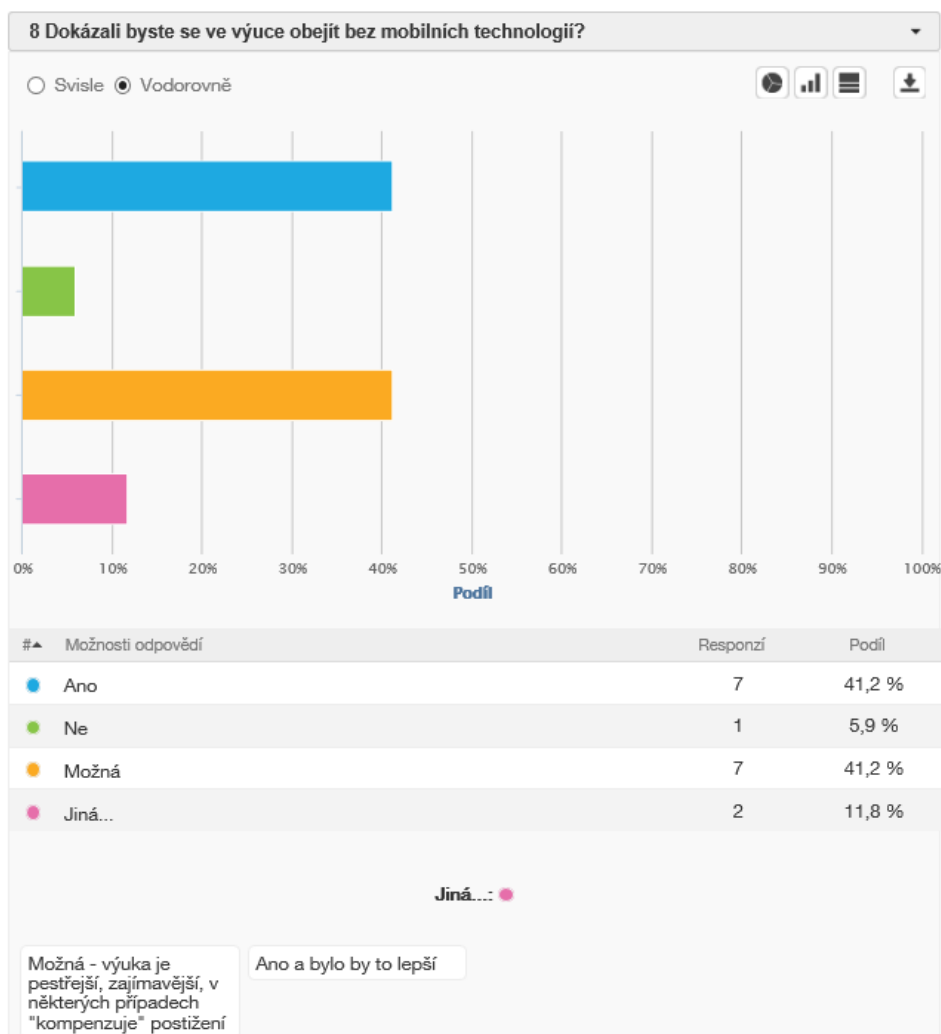 8 Dokázali byste se ve výuce obejít bez mobilních technologií?
Svisle Vodorovně
0% 10% 20% 30% 40% 50% 60% 70% 80% 90% 100%
Podíl
# Možnosti odpovědí Responzí Podíl
Ano 7 41,2 %
Ne 1 5,9 %
Možná 7 41,2 %
Jiná... 2 11,8 %
Jiná...:
Možná - výuka je
pestřejší, zajímavější, v
některých případech
"kompenzuje" postižení
Ano a bylo by to lepší